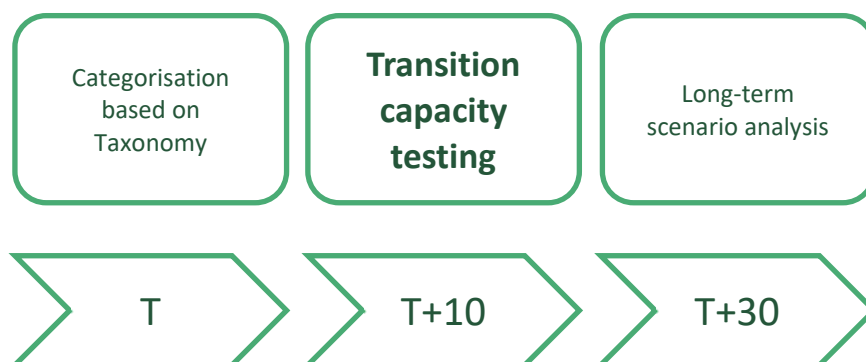 Categorisation
based on
Taxonomy
Transition
capacity
testing
Long-term
scenario analysis
T
T+10
T+30